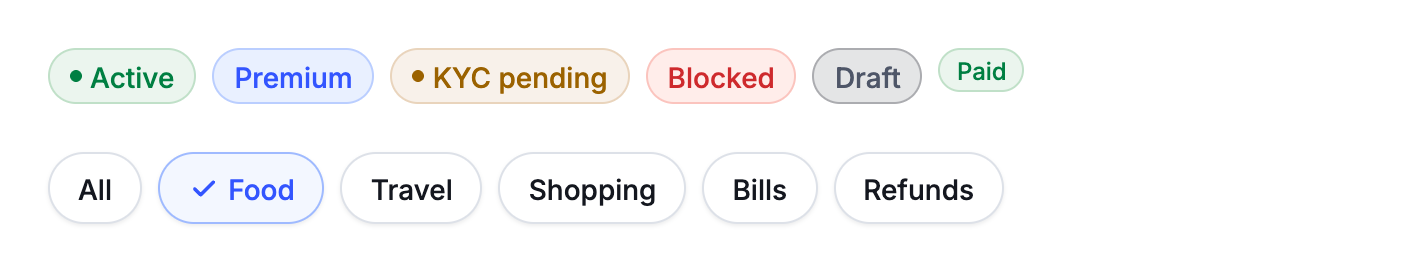 Active Premium KYC pending Blocked Draft Paid
All Food Travel Shopping Bills Refunds